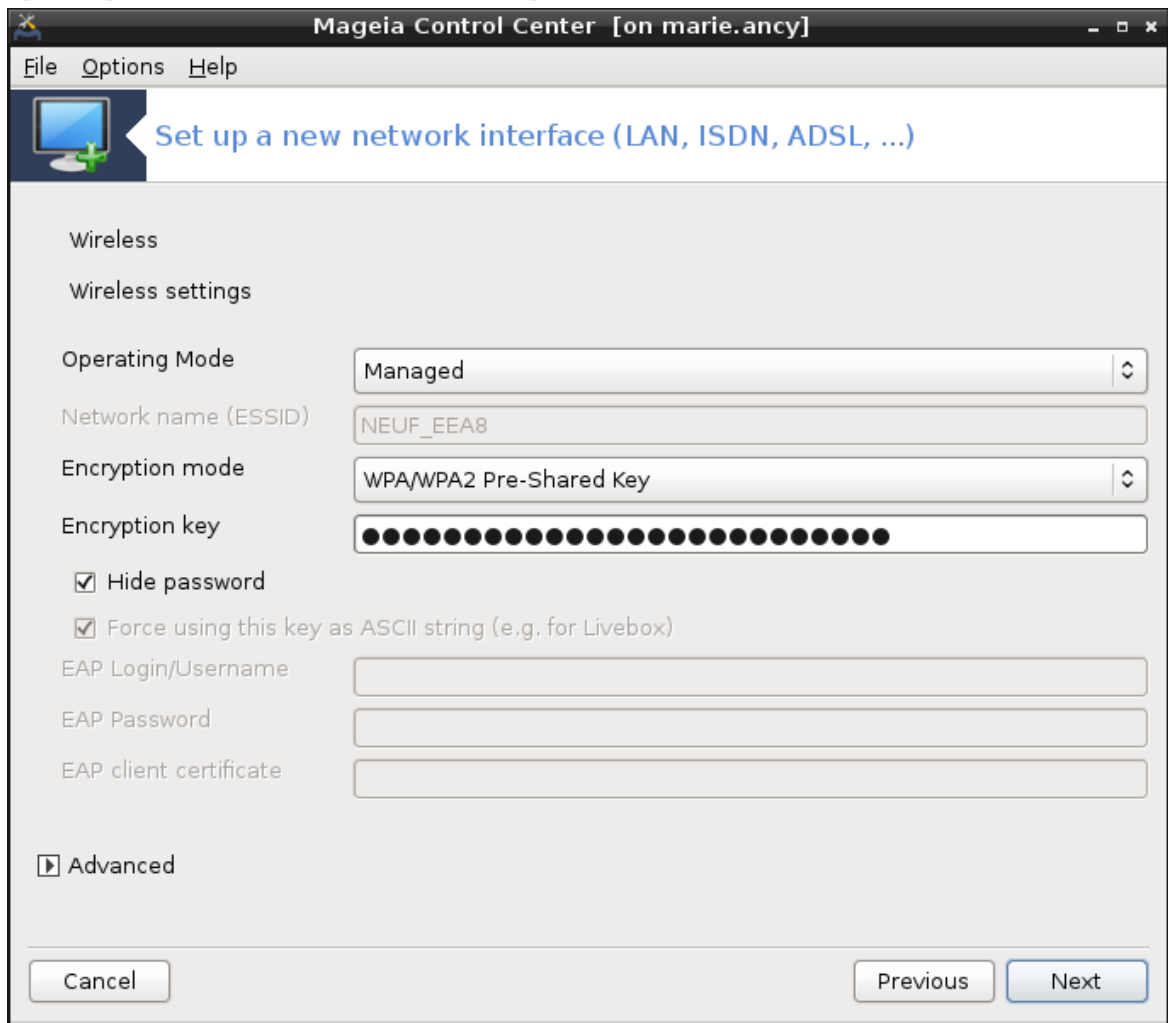 Mageia Control Center [on marie.ancy]
File Options Help
Set up a new network interface (LAN, ISDN, ADSL, ...)
Wireless
Wireless settings
Operating Mode Managed
Network name (ESSID) NEUF_EEA8
Encryption mode WPA/WPA2 Pre-Shared Key
Encryption key ●●●●●●●●●●●●●●●●●●●●●●●●●●
Hide password
Force using this key as ASCII string (e.g. for Livebox)
EAP Login/Username
EAP Password
EAP client certificate
Advanced
Cancel Previous Next